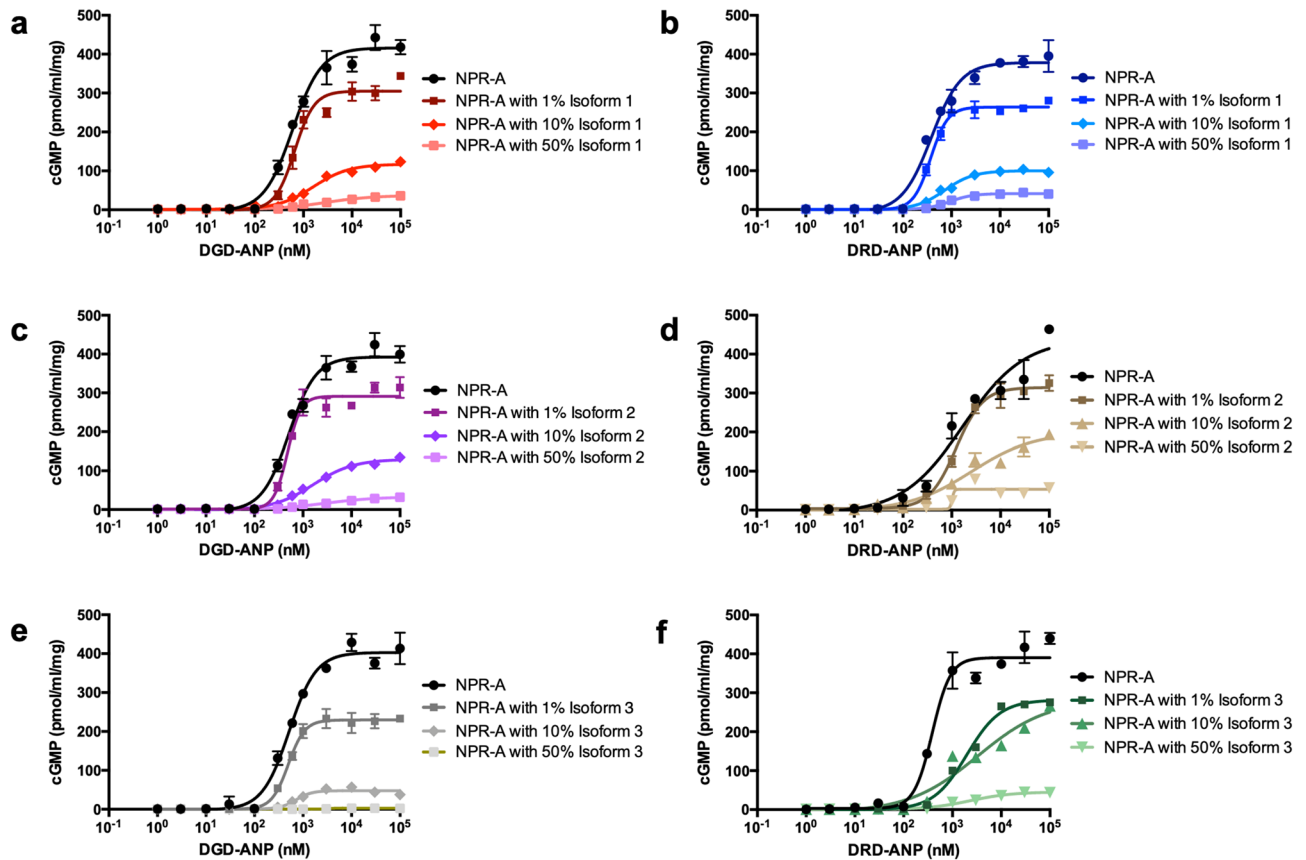 a
cGMP (pmol/ml/mg)
500
400
300
200
100
0
10-1 100 101 102 103 104 105
DGD-ANP (nM)
NPR-A
NPR-A with 1% Isoform 1
NPR-A with 10% Isoform 1
NPR-A with 50% Isoform 1
b
cGMP (pmol/ml/mg)
500
400
300
200
100
0
10-1 100 101 102 103 104 105
DRD-ANP (nM)
NPR-A
NPR-A with 1% Isoform 1
NPR-A with 10% Isoform 1
NPR-A with 50% Isoform 1
c
cGMP (pmol/ml/mg)
500
400
300
200
100
0
10-1 100 101 102 103 104 105
DGD-ANP (nM)
NPR-A
NPR-A with 1% Isoform 2
NPR-A with 10% Isoform 2
NPR-A with 50% Isoform 2
d
cGMP (pmol/ml/mg)
500
400
300
200
100
0
10-1 100 101 102 103 104 105
DRD-ANP (nM)
NPR-A
NPR-A with 1% Isoform 2
NPR-A with 10% Isoform 2
NPR-A with 50% Isoform 2
e
cGMP (pmol/ml/mg)
500
400
300
200
100
0
10-1 100 101 102 103 104 105
DGD-ANP (nM)
NPR-A
NPR-A with 1% Isoform 3
NPR-A with 10% Isoform 3
NPR-A with 50% Isoform 3
f
cGMP (pmol/ml/mg)
500
400
300
200
100
0
10-1 100 101 102 103 104 105
DRD-ANP (nM)
NPR-A
NPR-A with 1% Isoform 3
NPR-A with 10% Isoform 3
NPR-A with 50% Isoform 3